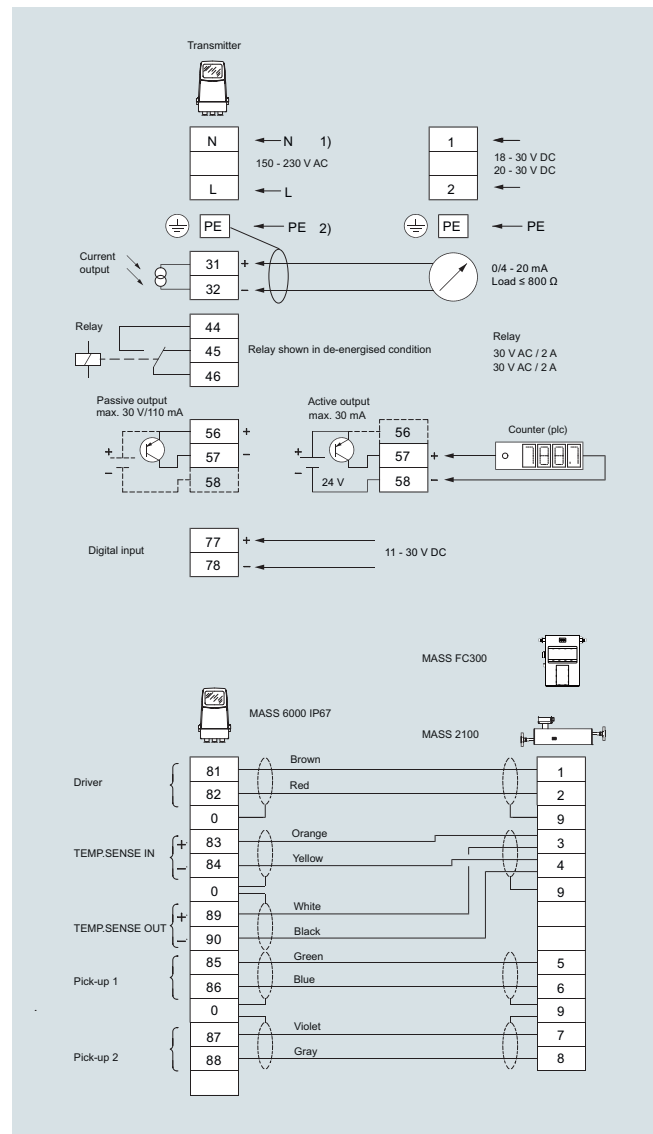 Transmitter
N N 1) 1
150 - 230 V AC 18 - 30 V DC
20 - 30 V DC
L L 2
PE PE 2) PE PE
Current
output
31 +
32 −
0/4 - 20 mA
Load ≤ 800 Ω
Relay
44
45 Relay shown in de-energised condition
46
Relay
30 V AC / 2 A
30 V AC / 2 A
Passive output
max. 30 V/110 mA
+ 56 +
57 −
− 58
Active output
max. 30 mA
56
+ 57 +
− 24 V 58 −
Counter (plc)
Digital input
77 +
78 −
11 - 30 V DC
MASS FC300
MASS 6000 IP67
MASS 2100
Driver
81 Brown 1
82 Red 2
0 9
TEMP.SENSE IN
+ 83 Orange 3
− 84 Yellow 4
0 9
TEMP.SENSE OUT
+ 89 White
− 90 Black
Pick-up 1
85 Green 5
86 Blue 6
0 9
Pick-up 2
87 Violet 7
88 Gray 8